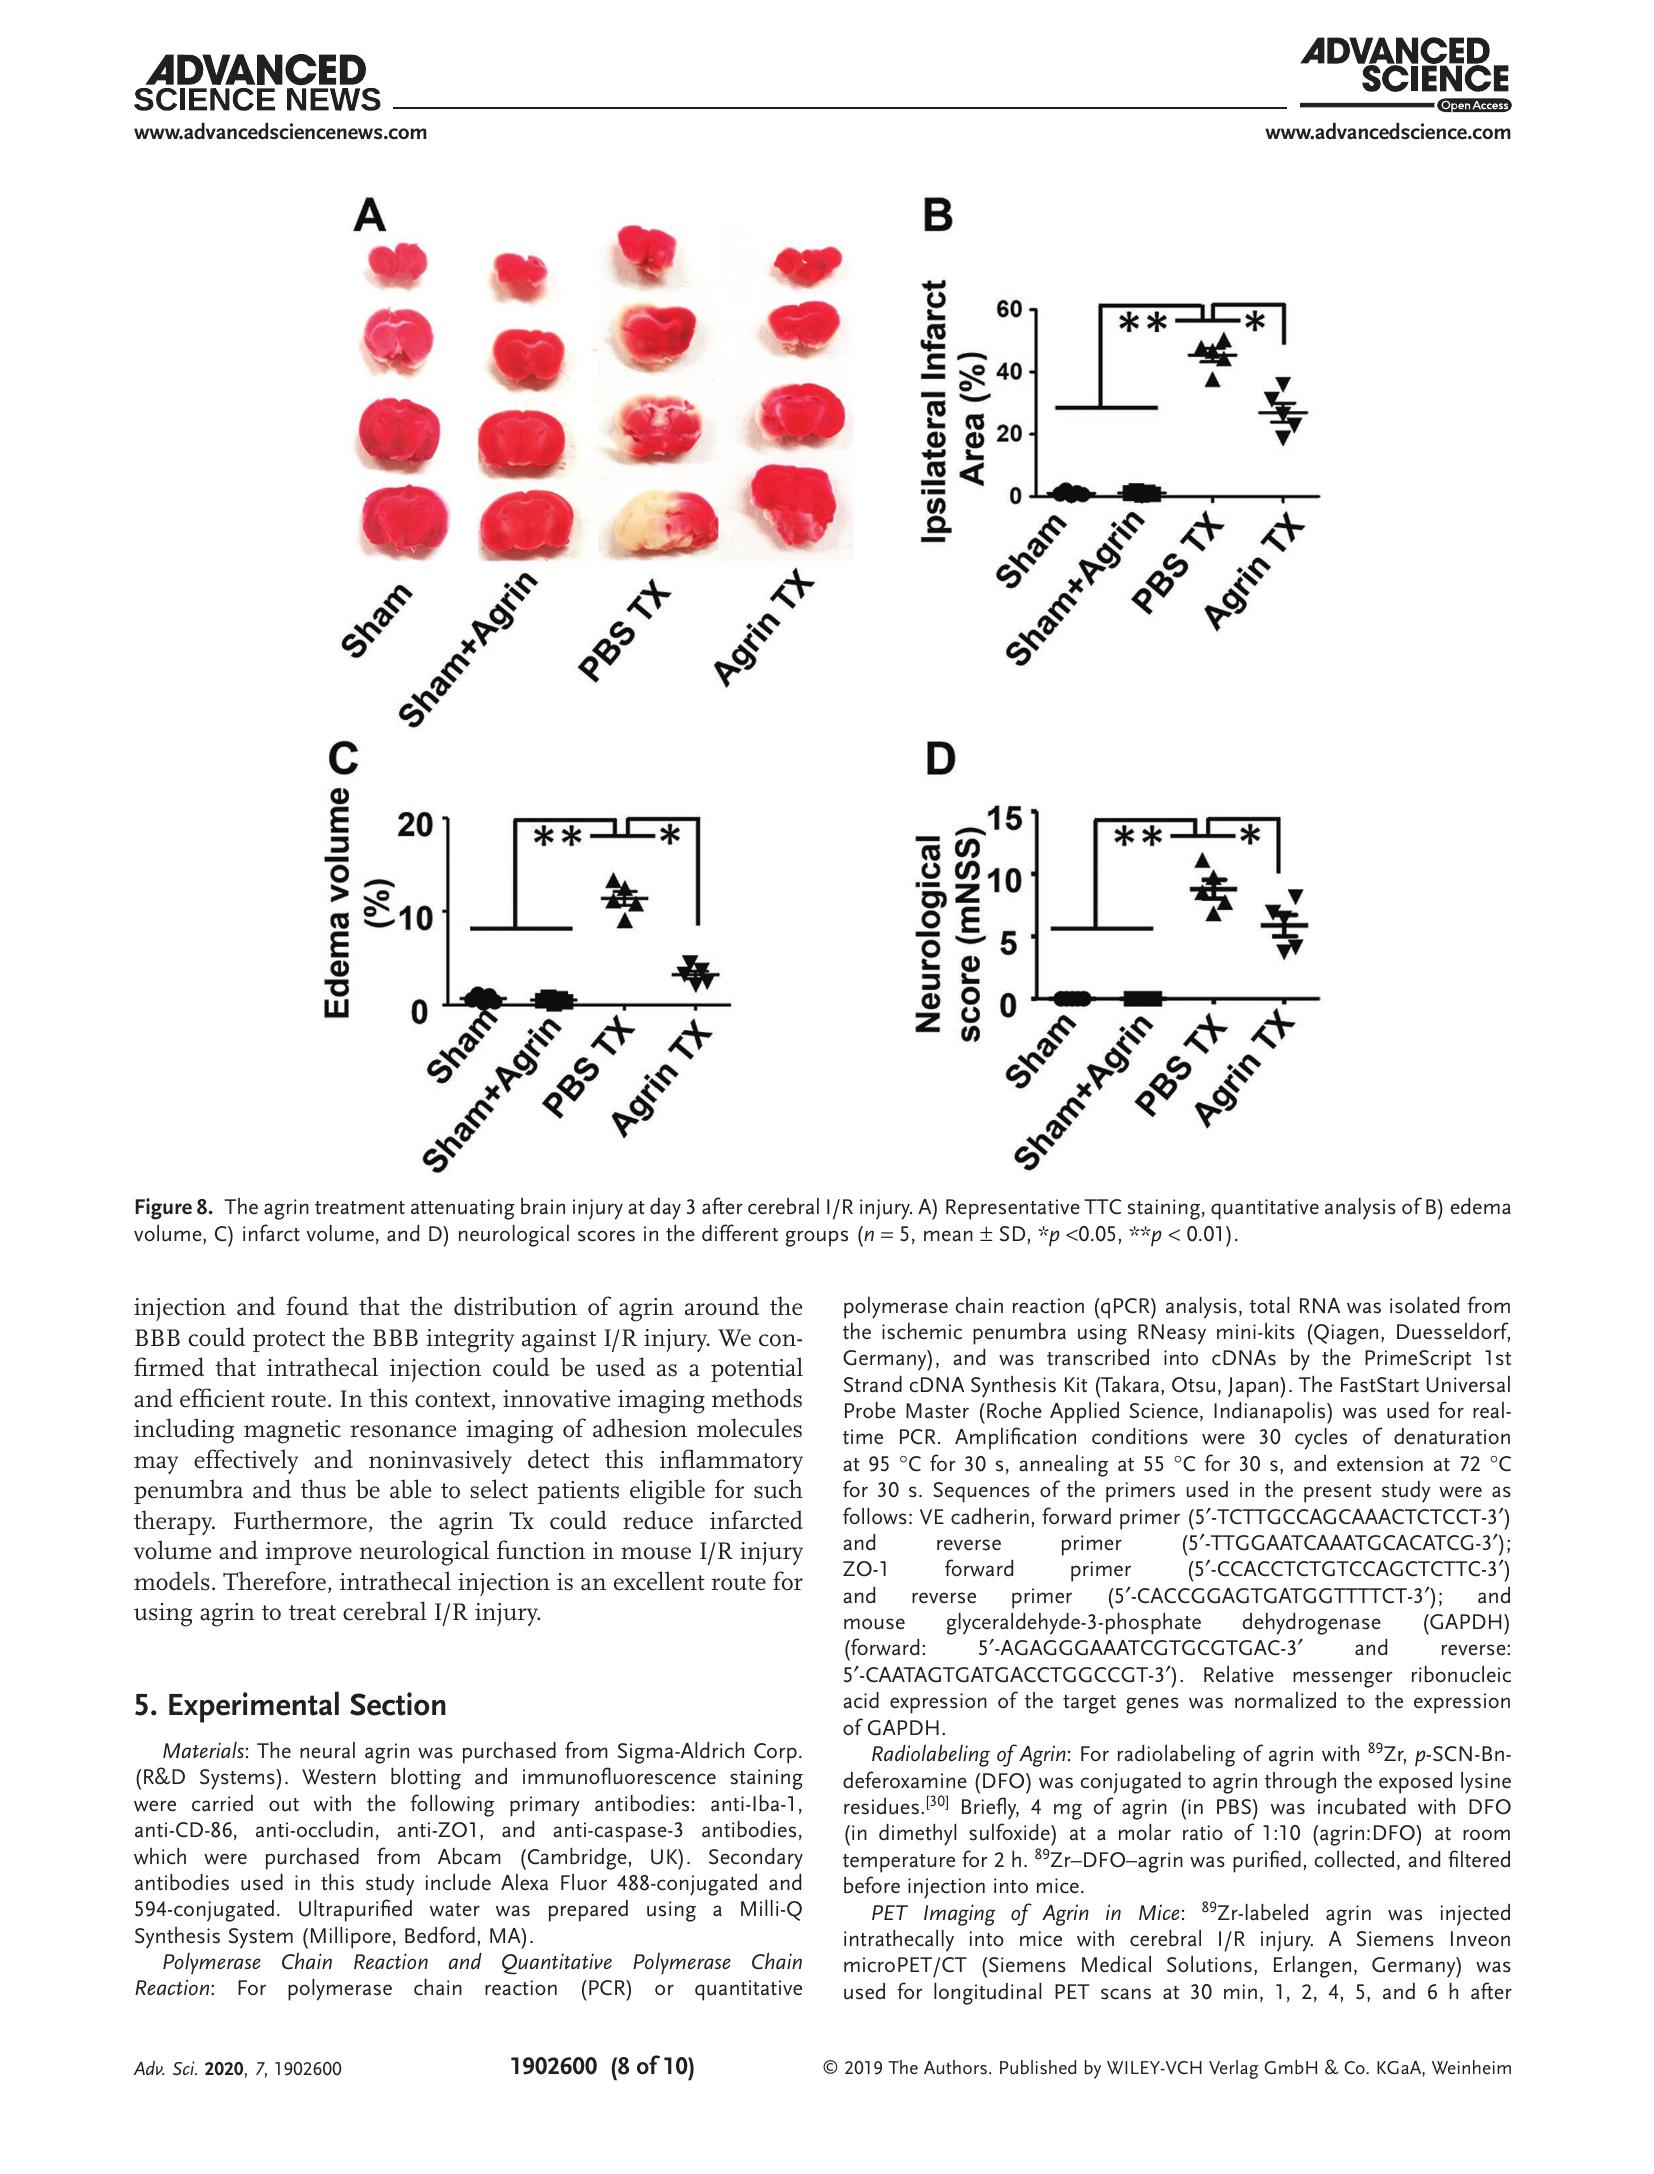 ADVANCED
SCIENCE NEWS
www.advancedsciencenews.com
ADVANCED
SCIENCE
Open Access
www.advancedscience.com
A
Sham
Sham+Agrin
PBS TX
Agrin TX
B
Ipsilateral Infarct
Area (%)
60
40
20
0
** *
Sham
Sham+Agrin
PBS TX
Agrin TX
C
Edema volume
(%)
20
10
0
** *
Sham
Sham+Agrin
PBS TX
Agrin TX
D
Neurological
score (mNSS)
15
10
5
0
** *
Sham
Sham+Agrin
PBS TX
Agrin TX
Figure 8. The agrin treatment attenuating brain injury at day 3 after cerebral I/R injury. A) Representative TTC staining, quantitative analysis of B) edema
volume, C) infarct volume, and D) neurological scores in the different groups (n = 5, mean ± SD, *p <0.05, **p < 0.01).
injection and found that the distribution of agrin around the
BBB could protect the BBB integrity against I/R injury. We con-
firmed that intrathecal injection could be used as a potential
and efficient route. In this context, innovative imaging methods
including magnetic resonance imaging of adhesion molecules
may effectively and noninvasively detect this inflammatory
penumbra and thus be able to select patients eligible for such
therapy. Furthermore, the agrin Tx could reduce infarcted
volume and improve neurological function in mouse I/R injury
models. Therefore, intrathecal injection is an excellent route for
using agrin to treat cerebral I/R injury.
5. Experimental Section
Materials: The neural agrin was purchased from Sigma-Aldrich Corp.
(R&D Systems). Western blotting and immunofluorescence staining
were carried out with the following primary antibodies: anti-Iba-1,
anti-CD-86, anti-occludin, anti-ZO1, and anti-caspase-3 antibodies,
which were purchased from Abcam (Cambridge, UK). Secondary
antibodies used in this study include Alexa Fluor 488-conjugated and
594-conjugated. Ultrapurified water was prepared using a Milli-Q
Synthesis System (Millipore, Bedford, MA).
Polymerase Chain Reaction and Quantitative Polymerase Chain
Reaction: For polymerase chain reaction (PCR) or quantitative
polymerase chain reaction (qPCR) analysis, total RNA was isolated from
the ischemic penumbra using RNeasy mini-kits (Qiagen, Duesseldorf,
Germany), and was transcribed into cDNAs by the PrimeScript 1st
Strand cDNA Synthesis Kit (Takara, Otsu, Japan). The FastStart Universal
Probe Master (Roche Applied Science, Indianapolis) was used for real-
time PCR. Amplification conditions were 30 cycles of denaturation
at 95 °C for 30 s, annealing at 55 °C for 30 s, and extension at 72 °C
for 30 s. Sequences of the primers used in the present study were as
follows: VE cadherin, forward primer (5′-TCTTGCCAGCAAACTCTCCT-3′)
and reverse primer (5′-TTGGAATCAAATGCACATCG-3′);
ZO-1 forward primer (5′-CCACCTCTGTCCAGCTCTTC-3′)
and reverse primer (5′-CACCGGAGTGATGGTTTTCT-3′); and
mouse glyceraldehyde-3-phosphate dehydrogenase (GAPDH)
(forward: 5′-AGAGGGAAATCGTGCGTGAC-3′ and reverse:
5′-CAATAGTGATGACCTGGCCGT-3′). Relative messenger ribonucleic
acid expression of the target genes was normalized to the expression
of GAPDH.
Radiolabeling of Agrin: For radiolabeling of agrin with ⁸⁹Zr, p-SCN-Bn-
deferoxamine (DFO) was conjugated to agrin through the exposed lysine
residues.[30] Briefly, 4 mg of agrin (in PBS) was incubated with DFO
(in dimethyl sulfoxide) at a molar ratio of 1:10 (agrin:DFO) at room
temperature for 2 h. ⁸⁹Zr–DFO–agrin was purified, collected, and filtered
before injection into mice.
PET Imaging of Agrin in Mice: ⁸⁹Zr-labeled agrin was injected
intrathecally into mice with cerebral I/R injury. A Siemens Inveon
microPET/CT (Siemens Medical Solutions, Erlangen, Germany) was
used for longitudinal PET scans at 30 min, 1, 2, 4, 5, and 6 h after
Adv. Sci. 2020, 7, 1902600
1902600 (8 of 10)
© 2019 The Authors. Published by WILEY-VCH Verlag GmbH & Co. KGaA, Weinheim